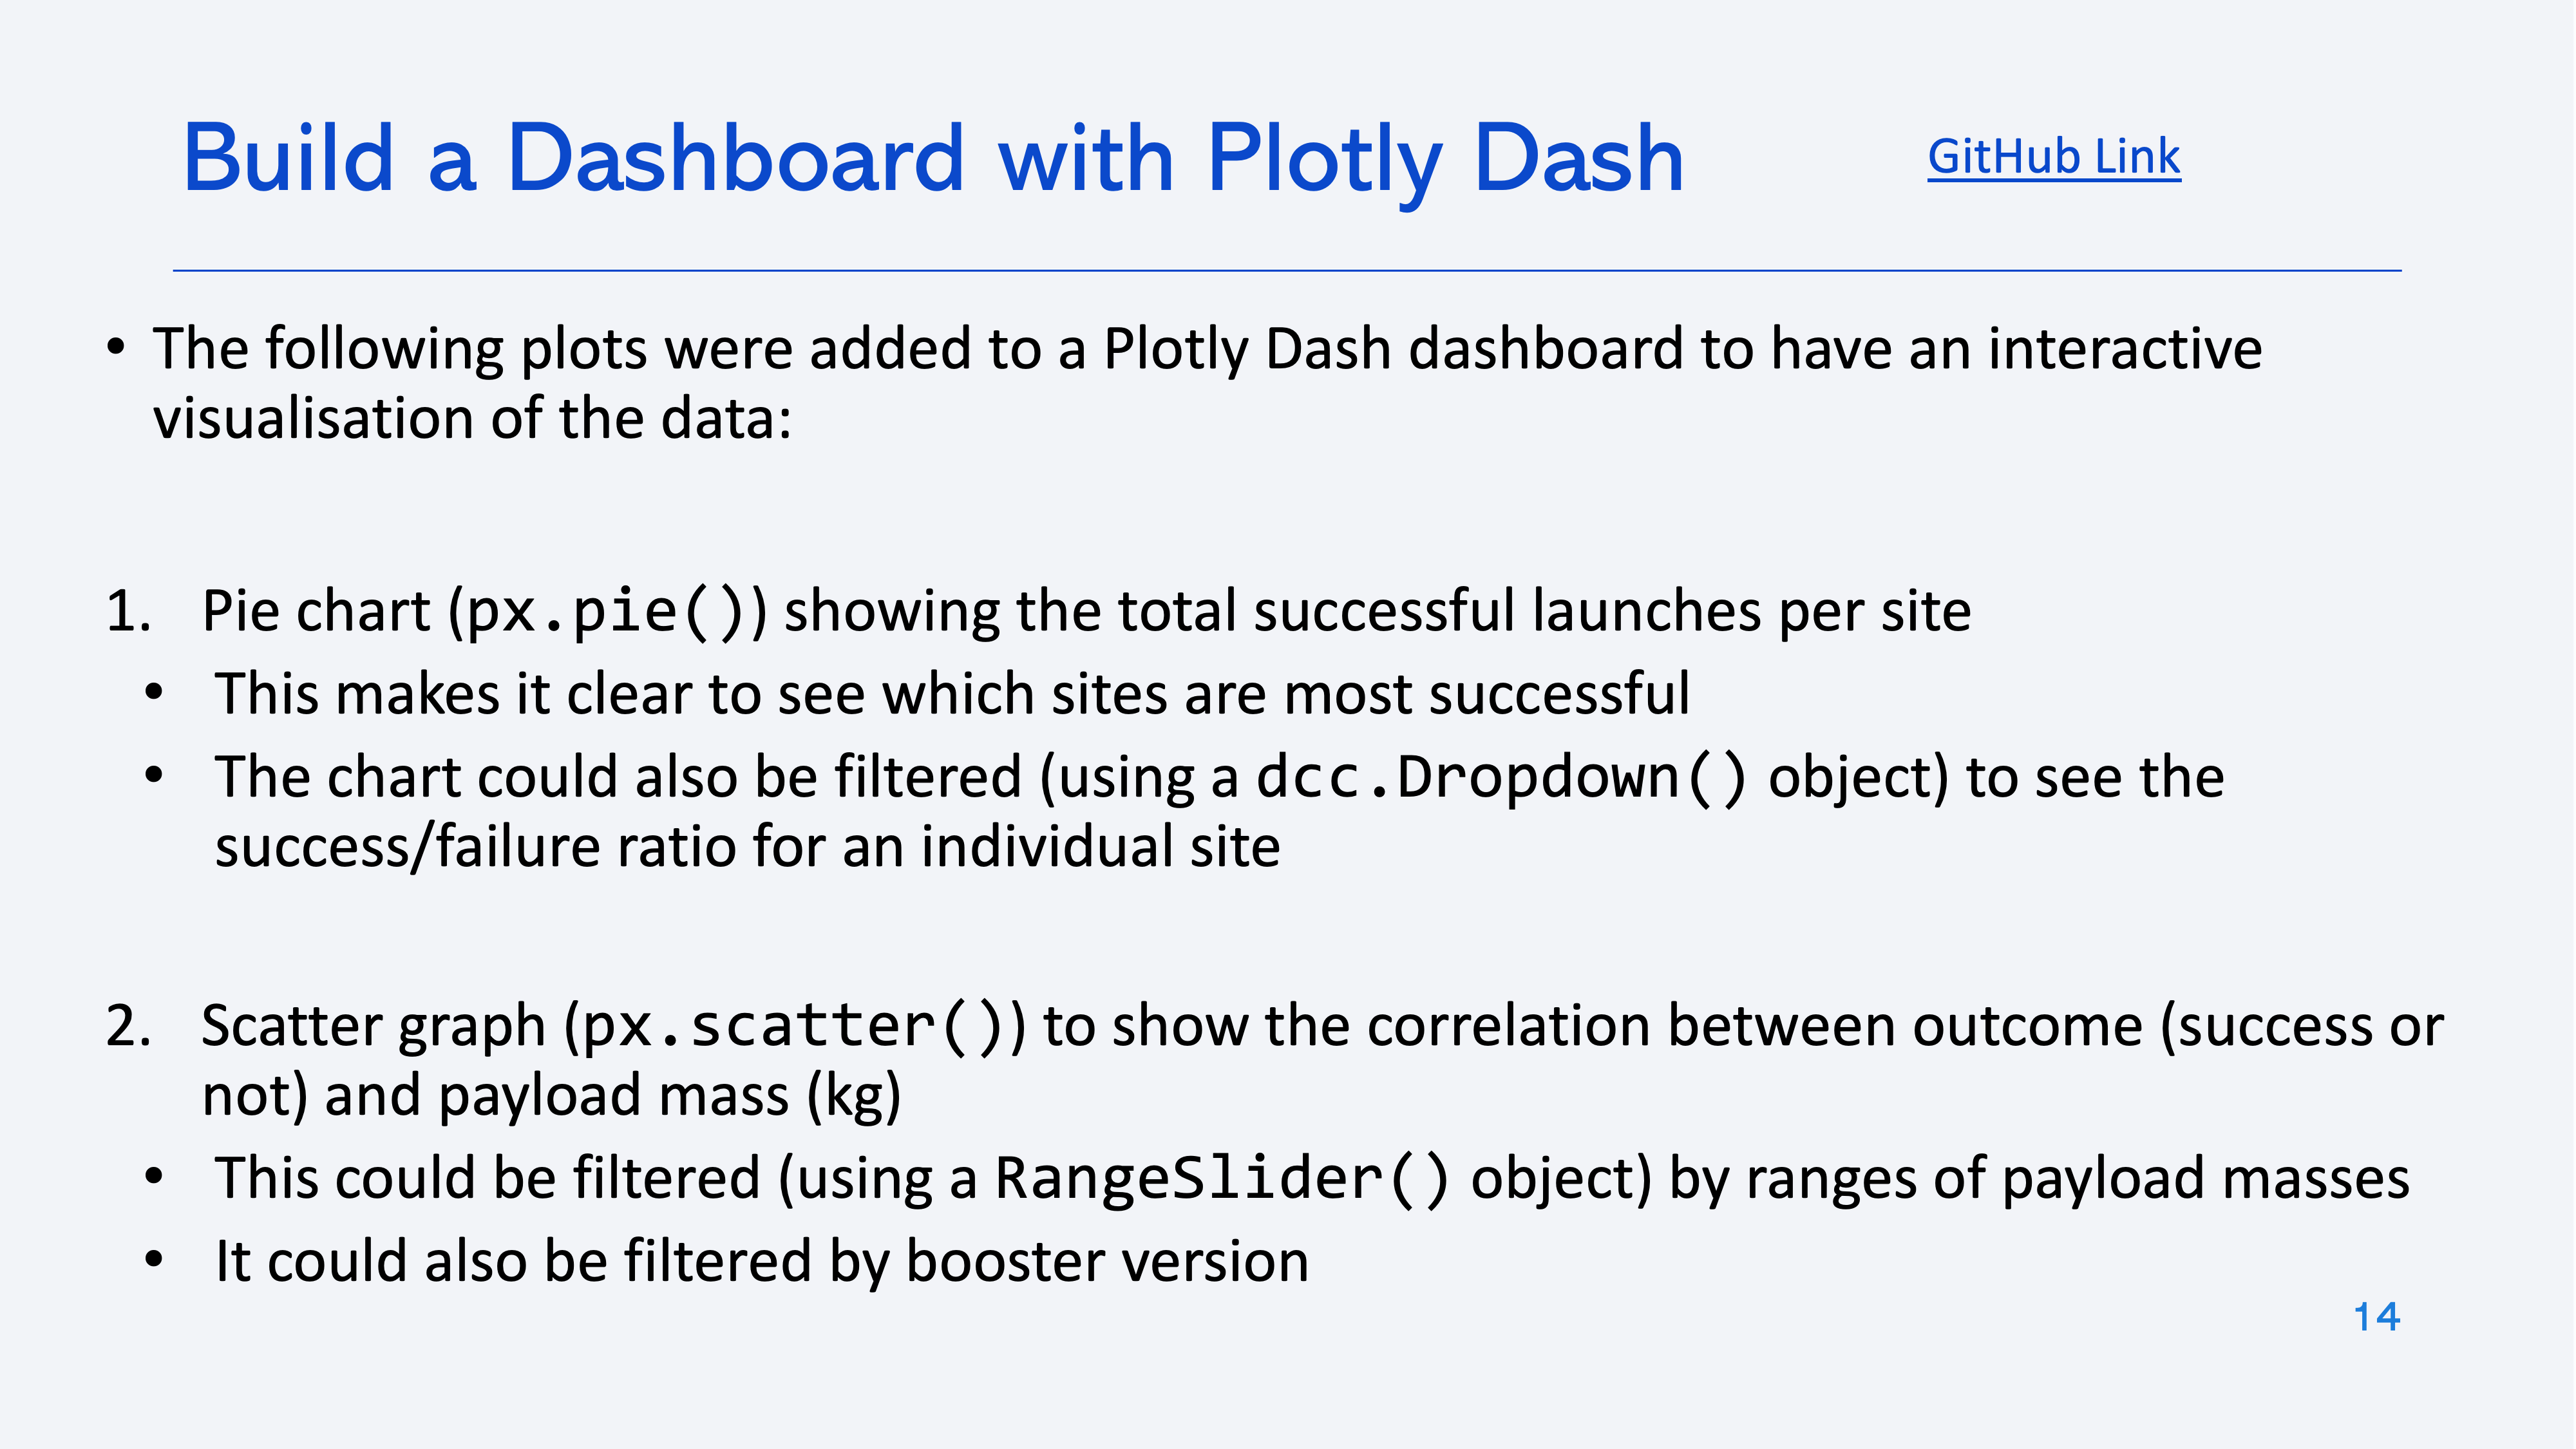 Build a Dashboard with Plotly Dash
GitHub Link
• The following plots were added to a Plotly Dash dashboard to have an interactive
visualisation of the data:
1. Pie chart (px.pie()) showing the total successful launches per site
• This makes it clear to see which sites are most successful
• The chart could also be filtered (using a dcc.Dropdown() object) to see the
success/failure ratio for an individual site
2. Scatter graph (px.scatter()) to show the correlation between outcome (success or
not) and payload mass (kg)
• This could be filtered (using a RangeSlider() object) by ranges of payload masses
• It could also be filtered by booster version
14